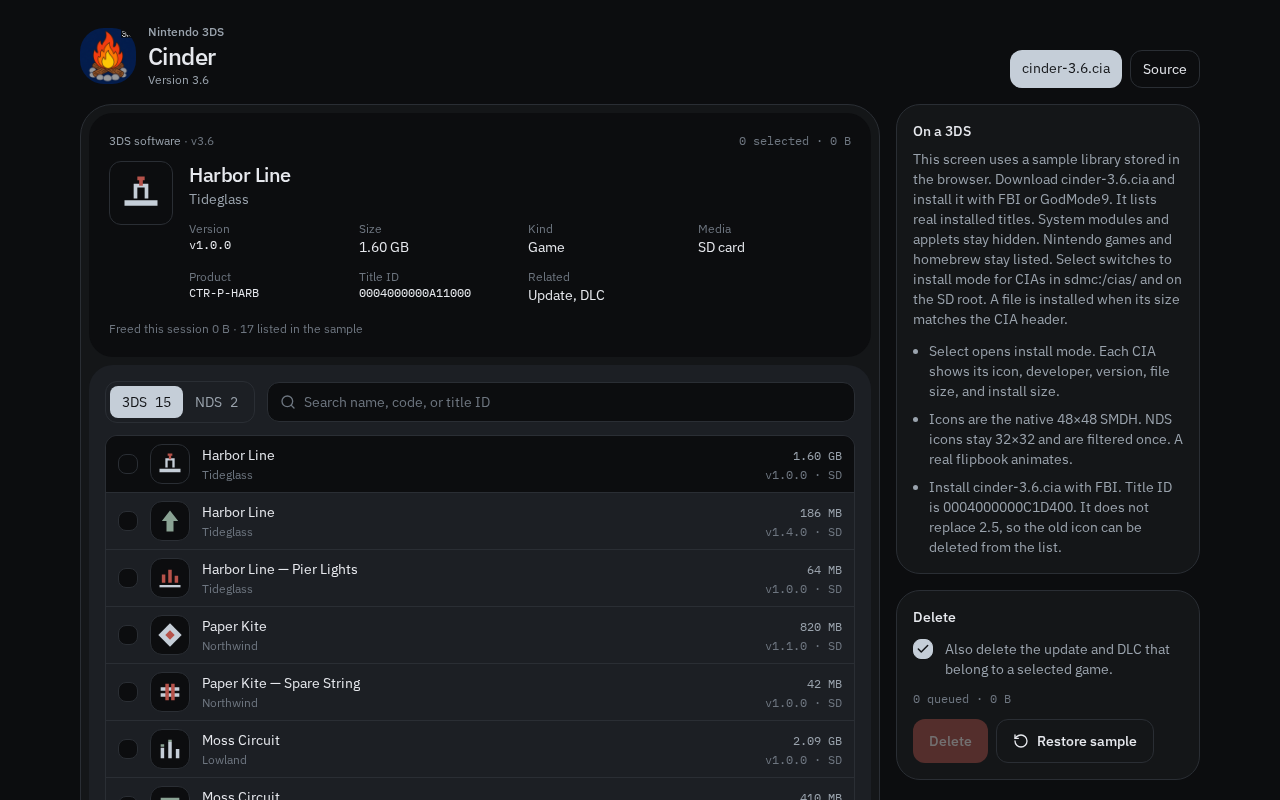 Nintendo 3DS
Cinder
Version 3.6
cinder-3.6.cia
Source
3DS software · v3.6
0 selected · 0 B
Harbor Line
Tideglass
Version
Size
Kind
Media
v1.0.0
1.60 GB
Game
SD card
Product
Title ID
Related
CTR-P-HARB
0004000000A11000
Update, DLC
Freed this session 0 B · 17 listed in the sample
3DS 15
NDS 2
Search name, code, or title ID
Harbor Line
1.60 GB
Tideglass
v1.0.0 · SD
Harbor Line
186 MB
Tideglass
v1.4.0 · SD
Harbor Line — Pier Lights
64 MB
Tideglass
v1.0.0 · SD
Paper Kite
820 MB
Northwind
v1.1.0 · SD
Paper Kite — Spare String
42 MB
Northwind
v1.0.0 · SD
Moss Circuit
2.09 GB
Lowland
v1.0.0 · SD
Moss Circuit
410 MB
On a 3DS
This screen uses a sample library stored in
the browser. Download cinder-3.6.cia and
install it with FBI or GodMode9. It lists
real installed titles. System modules and
applets stay hidden. Nintendo games and
homebrew stay listed. Select switches to
install mode for CIAs in sdmc:/cias/ and on
the SD root. A file is installed when its size
matches the CIA header.
• Select opens install mode. Each CIA
shows its icon, developer, version, file
size, and install size.
• Icons are the native 48×48 SMDH. NDS
icons stay 32×32 and are filtered once. A
real flipbook animates.
• Install cinder-3.6.cia with FBI. Title ID
is 0004000000C1D400. It does not
replace 2.5, so the old icon can be
deleted from the list.
Delete
Also delete the update and DLC that
belong to a selected game.
0 queued · 0 B
Delete
Restore sample